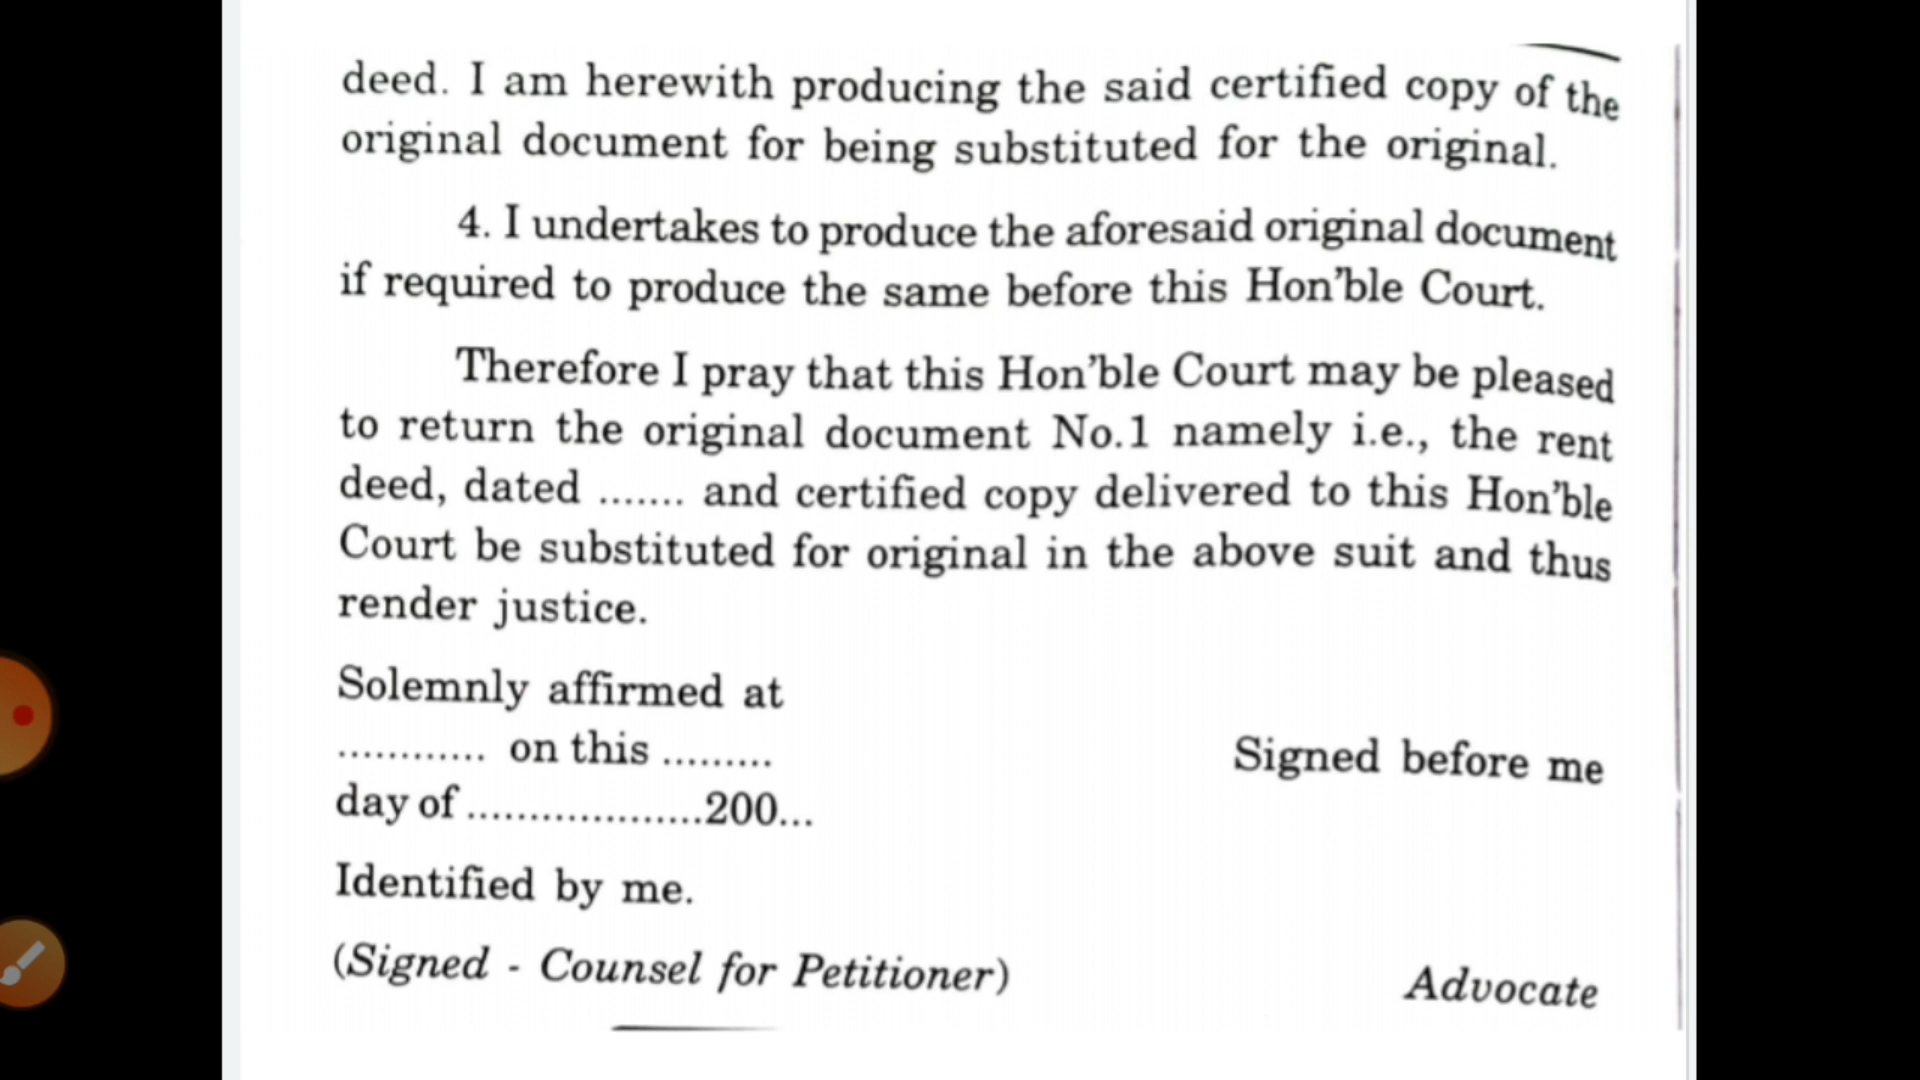 deed. I am herewith producing the said certified copy of the
original document for being substituted for the original.
4. I undertakes to produce the aforesaid original document
if required to produce the same before this Hon'ble Court.
Therefore I pray that this Hon'ble Court may be pleased
to return the original document No.1 namely i.e., the rent
deed, dated ....... and certified copy delivered to this Hon'ble
Court be substituted for original in the above suit and thus
render justice.
Solemnly affirmed at
............ on this .........
Signed before me
day of ...................200...
Identified by me.
(Signed - Counsel for Petitioner)
Advocate